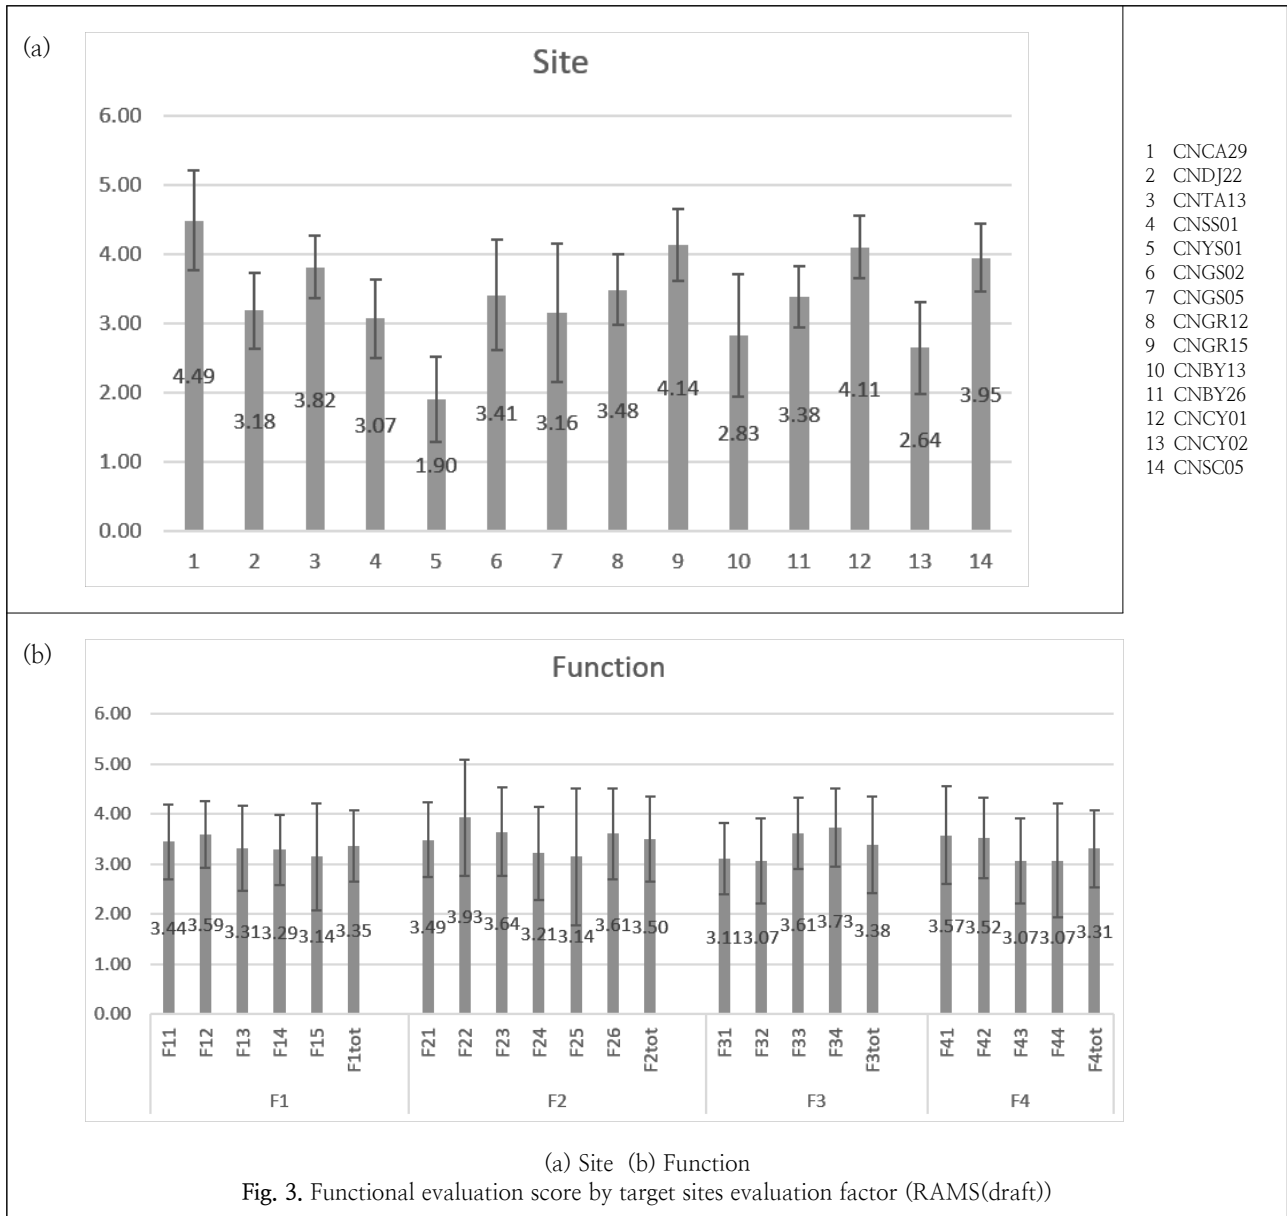 (a)
Site
6.00
5.00
4.00
3.00
2.00
1.00
0.00
4.49 3.18 3.82 3.07 1.90 3.41 3.16 3.48 4.14 2.83 3.38 4.11 2.64 3.95
1 2 3 4 5 6 7 8 9 10 11 12 13 14
1 CNCA29
2 CNDJ22
3 CNTA13
4 CNSS01
5 CNYS01
6 CNGS02
7 CNGS05
8 CNGR12
9 CNGR15
10 CNBY13
11 CNBY26
12 CNCY01
13 CNCY02
14 CNSC05
(b)
Function
6.00
5.00
4.00
3.00
2.00
1.00
0.00
3.44 3.59 3.31 3.29 3.14 3.35 3.49 3.93 3.64 3.21 3.14 3.61 3.50 3.11 3.07 3.61 3.73 3.38 3.57 3.52 3.07 3.07 3.31
F11 F12 F13 F14 F15 F1tot F21 F22 F23 F24 F25 F26 F2tot F31 F32 F33 F34 F3tot F41 F42 F43 F44 F4tot
F1 F2 F3 F4
(a) Site (b) Function
Fig. 3. Functional evaluation score by target sites evaluation factor (RAMS(draft))